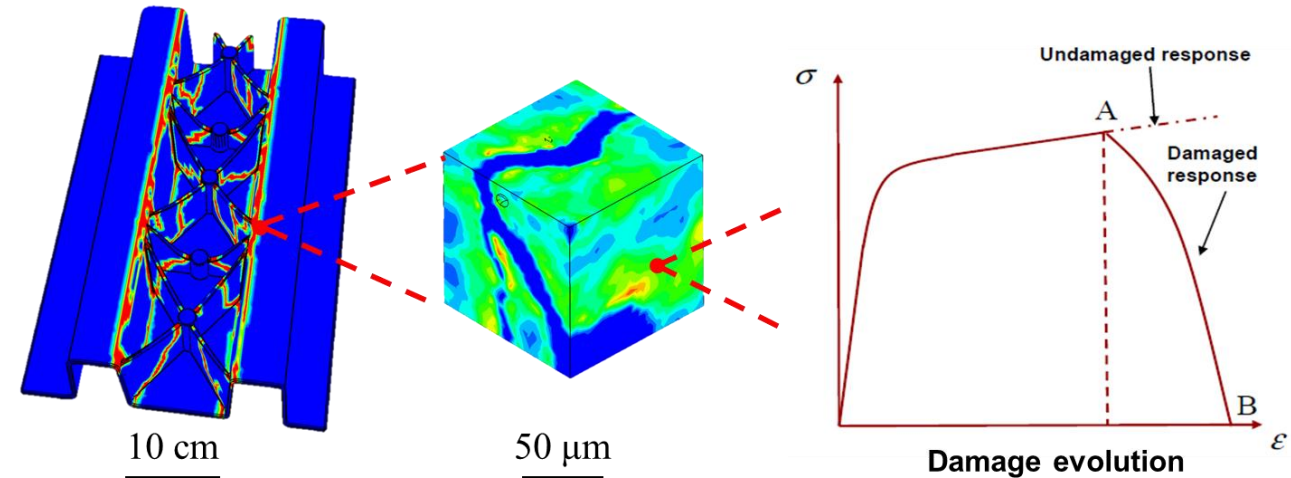 10 cm
50 μm
Undamaged response
σ
A
Damaged
response
B
ε
Damage evolution